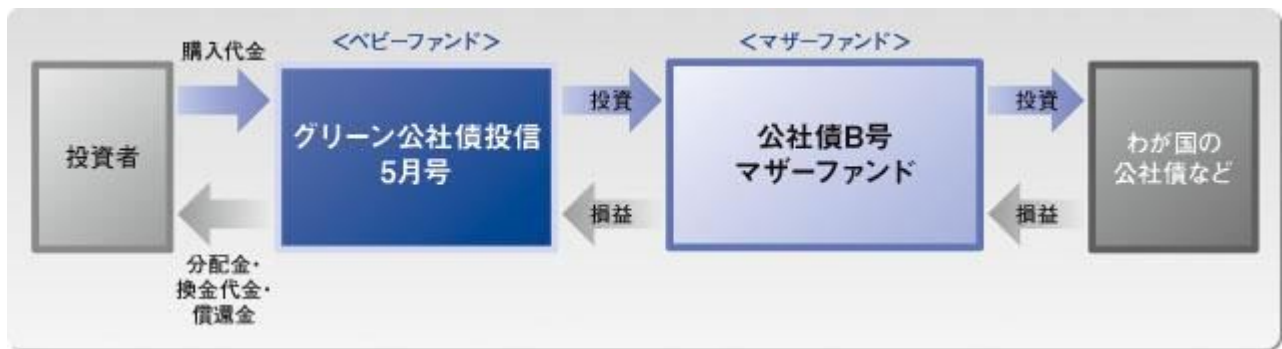 <ベビーファンド>
<マザーファンド>
購入代金
投資者
グリーン公社債投信
5月号
投資
公社債B号
マザーファンド
投資
わが国の
公社債など
損益
損益
分配金・
換金代金・
償還金